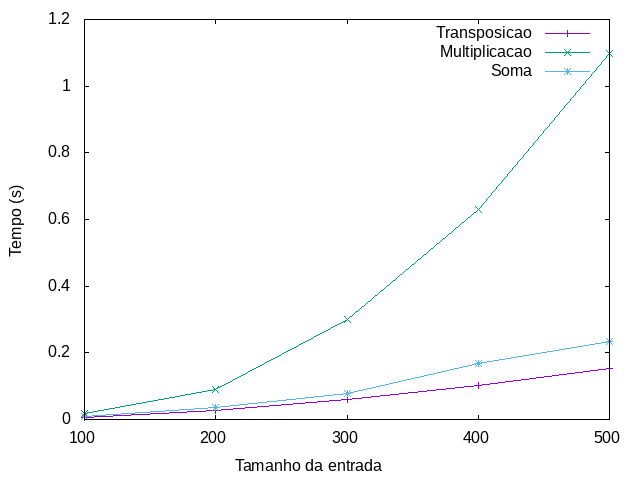 1.2
Transposicao
Multiplicacao
Soma
1
0.8
0.6
0.4
0.2
0
Tempo (s)
100 200 300 400 500
Tamanho da entrada